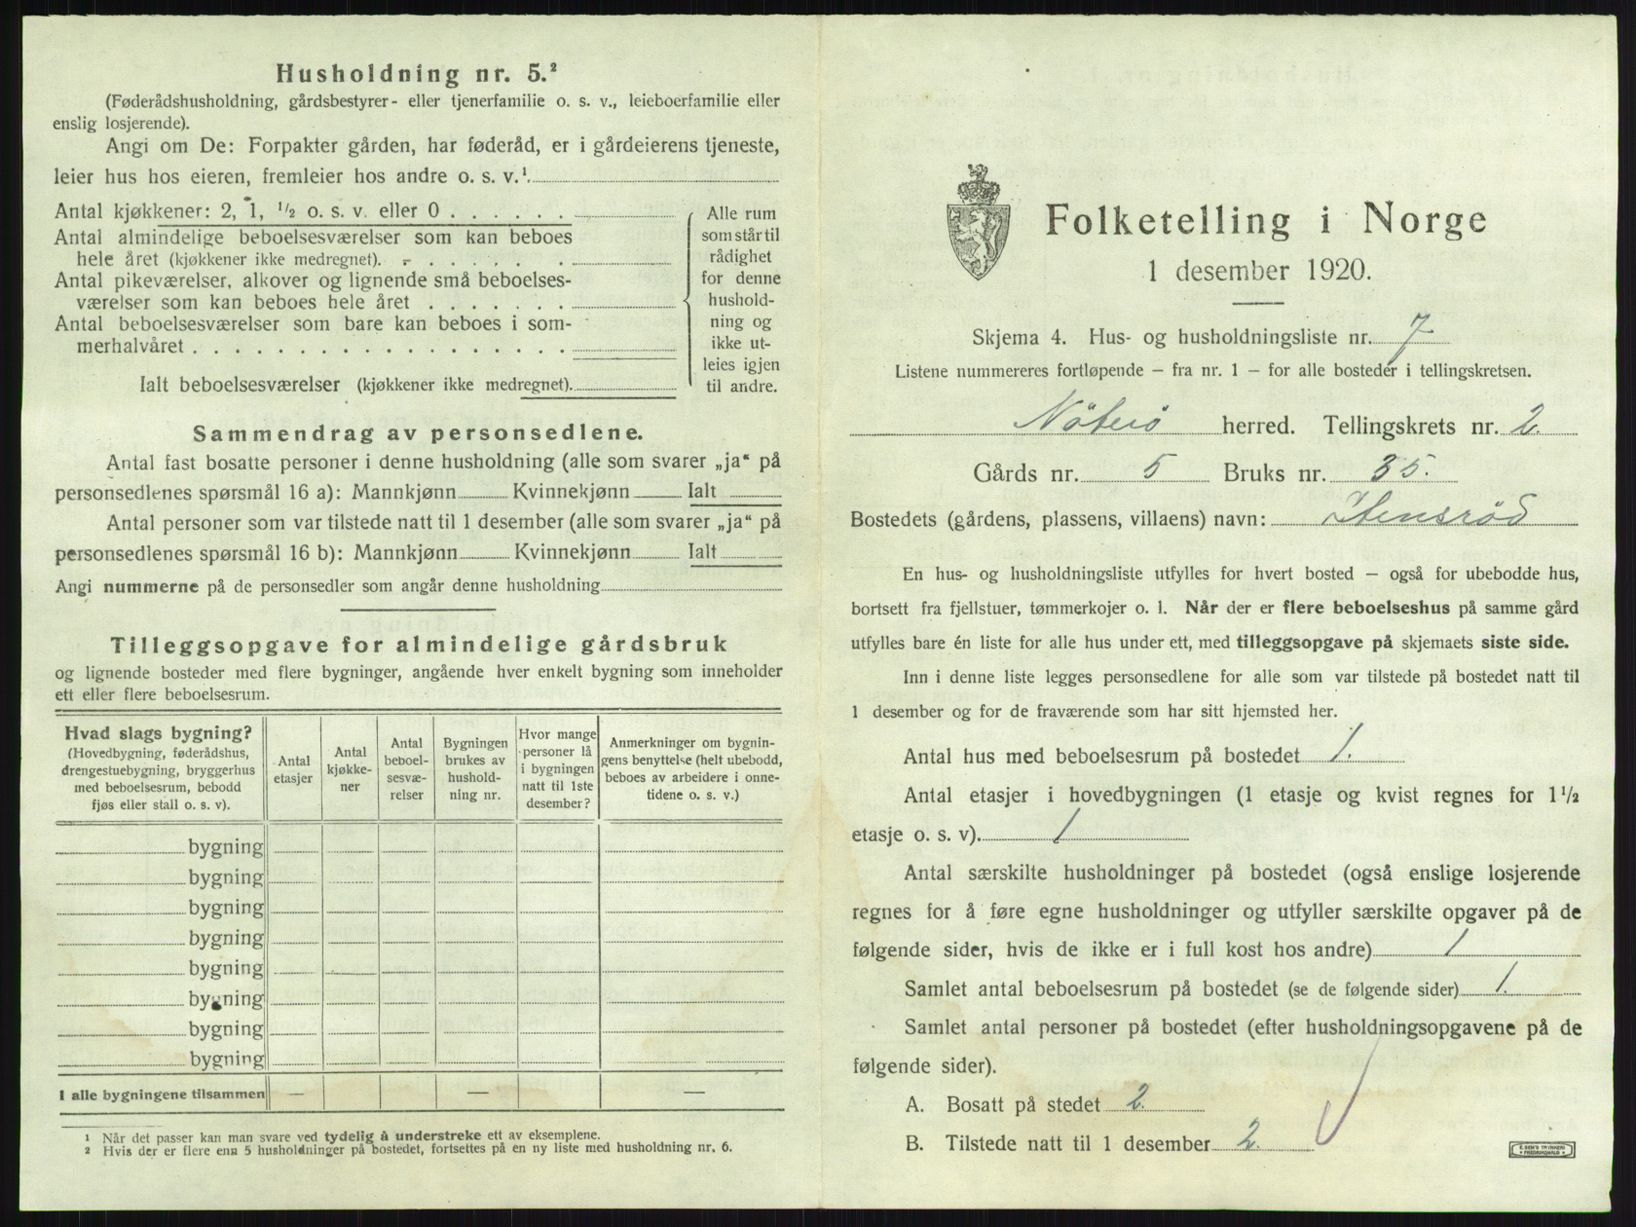 Husholdning nr. 5.²
(Føderådshusholdning, gårdsbestyrer- eller tjenerfamilie o. s. v., leieboerfamilie eller
enslig losjerende).
Angi om De: Forpakter gården, har føderåd, er i gårdeierens tjeneste,
leier hus hos eieren, fremleier hos andre o. s. v.¹
Antal kjøkkener: 2, 1, ½ o. s. v. eller 0 . . . . . .
Antal almindelige beboelsesværelser som kan beboes
hele året (kjøkkener ikke medregnet). . . . . . .
Antal pikeværelser, alkover og lignende små beboelses-
værelser som kan beboes hele året . . . . . . .
Antal beboelsesværelser som bare kan beboes i som-
merhalvåret . . . . . . . . . . . . . . . . . .
Ialt beboelsesværelser (kjøkkener ikke medregnet).
Alle rum
som står til
rådighet
for denne
hushold-
ning og
ikke ut-
leies igjen
til andre.
Sammendrag av personsedlene.
Antal fast bosatte personer i denne husholdning (alle som svarer „ja“ på
personsedlenes spørsmål 16 a): Mannkjønn Kvinnekjønn Ialt
Antal personer som var tilstede natt til 1 desember (alle som svarer „ja“ på
personsedlenes spørsmål 16 b): Mannkjønn Kvinnekjønn Ialt
Angi nummerne på de personsedler som angår denne husholdning
Tilleggsopgave for almindelige gårdsbruk
og lignende bosteder med flere bygninger, angående hver enkelt bygning som inneholder
ett eller flere beboelsesrum.
Hvad slags bygning?
(Hovedbygning, føderådshus,
drengestuebygning, bryggerhus
med beboelsesrum, bebodd
fjøs eller stall o. s. v).
Antal
etasjer
Antal
kjøkke-
ner
Antal
beboel-
sesvæ-
relser
Bygningen
brukes av
hushold-
ning nr.
Hvor mange
personer lå
i bygningen
natt til 1ste
desember?
Anmerkninger om bygnin-
gens benyttelse (helt ubebodd,
beboes av arbeidere i onne-
tidene o. s. v.)
bygning
bygning
bygning
bygning
bygning
bygning
bygning
bygning
I alle bygningene tilsammen — — —
¹ Når det passer kan man svare ved tydelig å understreke ett av eksemplene.
² Hvis der er flere enn 5 husholdninger på bostedet, fortsettes på en ny liste med husholdning nr. 6.
Folketelling i Norge
1 desember 1920.
Skjema 4. Hus- og husholdningsliste nr. 7
Listene nummereres fortløpende — fra nr. 1 — for alle bosteder i tellingskretsen.
Nöterö herred. Tellingskrets nr. 2.
Gårds nr. 5 Bruks nr. 35.
Bostedets (gårdens, plassens, villaens) navn: Stensröd
En hus- og husholdningsliste utfylles for hvert bosted — også for ubebodde hus,
bortsett fra fjellstuer, tømmerkojer o. l. Når der er flere beboelseshus på samme gård
utfylles bare én liste for alle hus under ett, med tilleggsopgave på skjemaets siste side.
Inn i denne liste legges personsedlene for alle som var tilstede på bostedet natt til
1 desember og for de fraværende som har sitt hjemsted her.
Antal hus med beboelsesrum på bostedet 1.
Antal etasjer i hovedbygningen (1 etasje og kvist regnes for 1½
etasje o. s. v). 1
Antal særskilte husholdninger på bostedet (også enslige losjerende
regnes for å føre egne husholdninger og utfyller særskilte opgaver på de
følgende sider, hvis de ikke er i full kost hos andre) 1
Samlet antal beboelsesrum på bostedet (se de følgende sider) 1.
Samlet antal personer på bostedet (efter husholdningsopgavene på de
følgende sider).
A. Bosatt på stedet 2.
B. Tilstede natt til 1 desember 2.